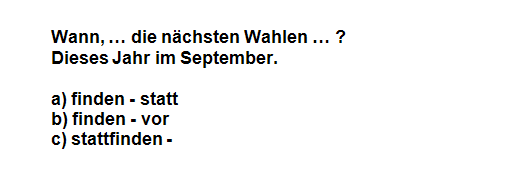 Wann, … die nächsten Wahlen … ?
Dieses Jahr im September.
a) finden - statt
b) finden - vor
c) stattfinden -